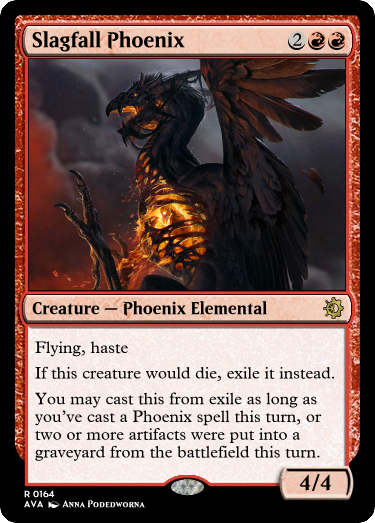 Slagfall Phoenix 2
Creature — Phoenix Elemental
Flying, haste
If this creature would die, exile it instead.
You may cast this from exile as long as
you've cast a Phoenix spell this turn, or
two or more artifacts were put into a
graveyard from the battlefield this turn.
4/4
R 0164
AVA Anna Podedworna